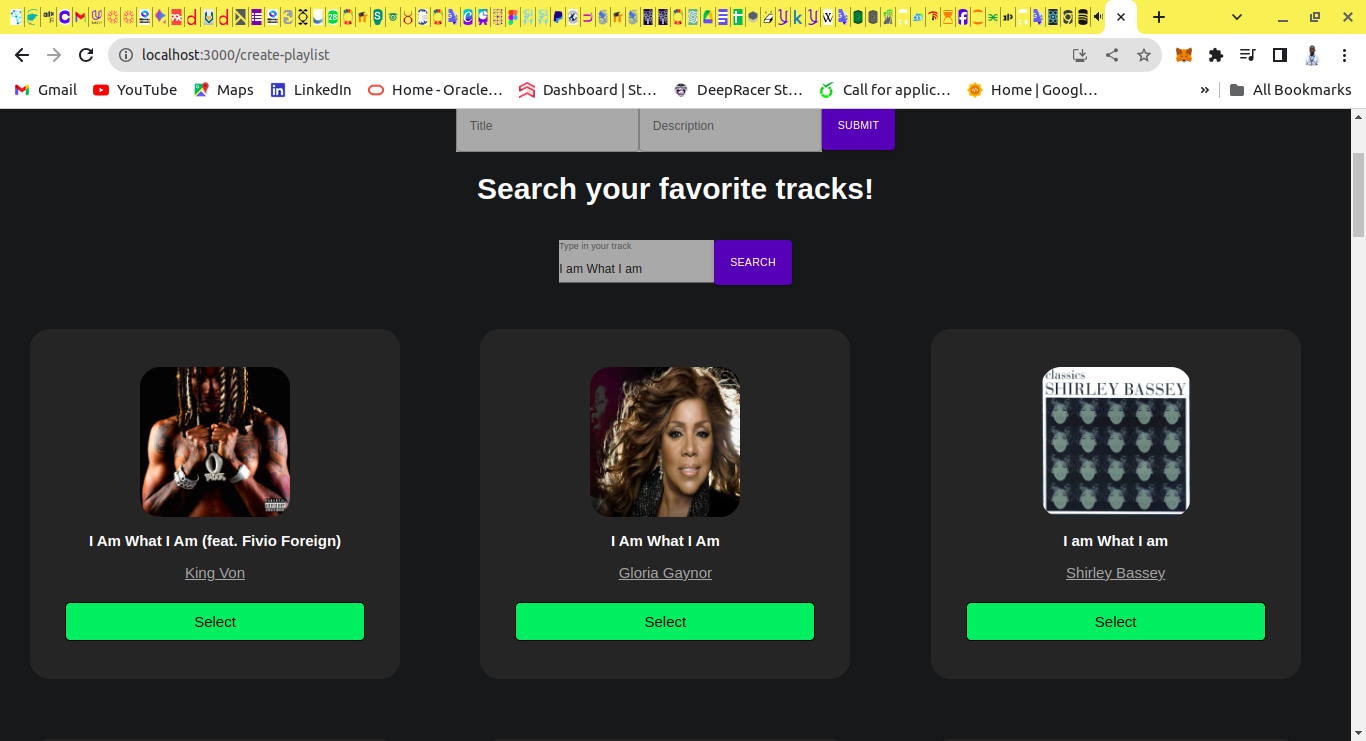 localhost:3000/create-playlist
Gmail YouTube Maps LinkedIn Home - Oracle… Dashboard | St… DeepRacer St… Call for applic… Home | Googl… » All Bookmarks
Title Description SUBMIT
Search your favorite tracks!
Type in your track
I am What I am SEARCH
classics
SHIRLEY BASSEY
I Am What I Am (feat. Fivio Foreign) I Am What I Am I am What I am
King Von Gloria Gaynor Shirley Bassey
Select Select Select